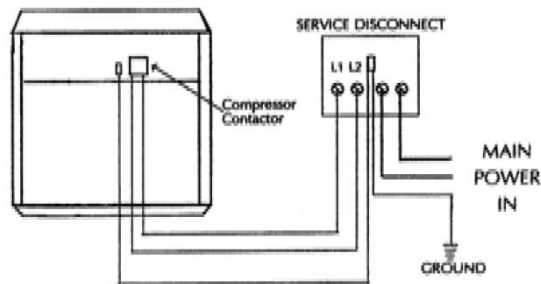 SERVICE DISCONNECT
L1 L2
Compressor
Contactor
MAIN
POWER
IN
GROUND